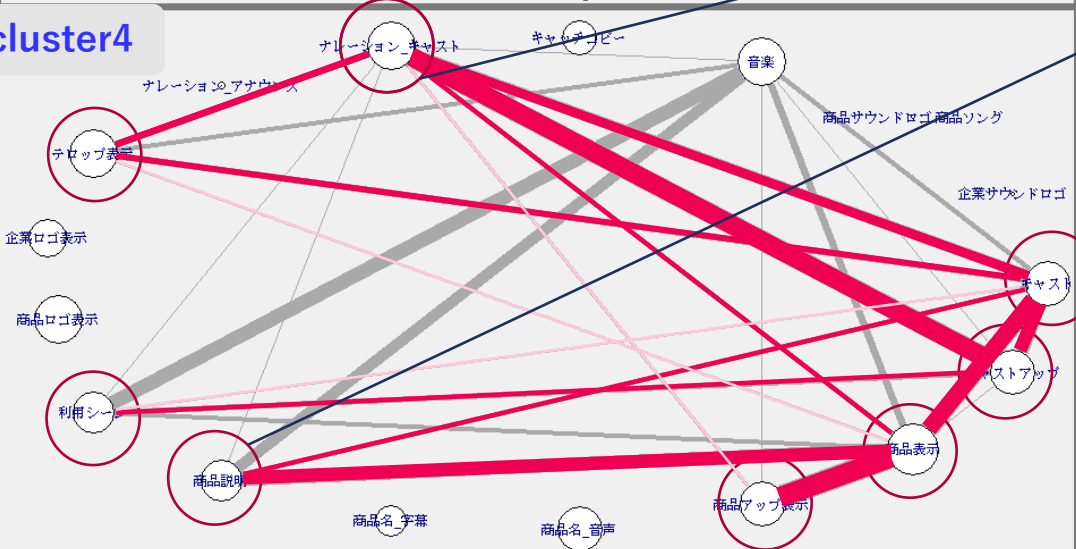 cluster4
ナレーション_キャスト
キャッチコピー
音楽
ナレーション_アナウンス
商品サウンドロゴ 商品ソング
テロップ表示
企業サウンドロゴ
企業ロゴ表示
キャスト
商品ロゴ表示
ストアップ
利用シーン
商品表示
商品説明
商品アップ表示
商品名_字幕
商品名_音声